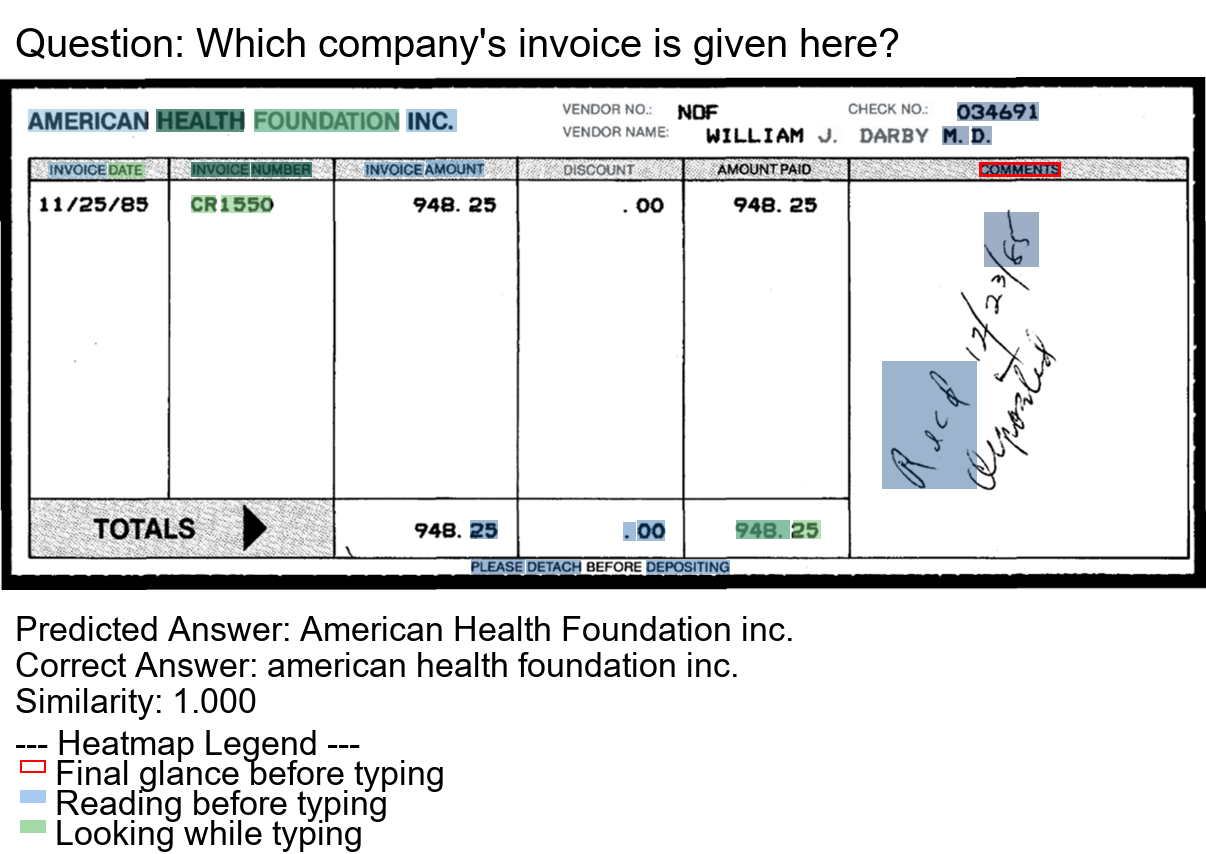 Question: Which company's invoice is given here?
AMERICAN HEALTH FOUNDATION INC.
VENDOR NO.: NOF
CHECK NO.: 034691
VENDOR NAME: WILLIAM J. DARBY M. D.
INVOICE DATE INVOICE NUMBER INVOICE AMOUNT DISCOUNT AMOUNT PAID COMMENTS
11/25/85 CR1550 948.25 .00 948.25
Recd 12/23/85
Deposited
TOTALS 948.25 .00 948.25
PLEASE DETACH BEFORE DEPOSITING
Predicted Answer: American Health Foundation inc.
Correct Answer: american health foundation inc.
Similarity: 1.000
--- Heatmap Legend ---
Final glance before typing
Reading before typing
Looking while typing